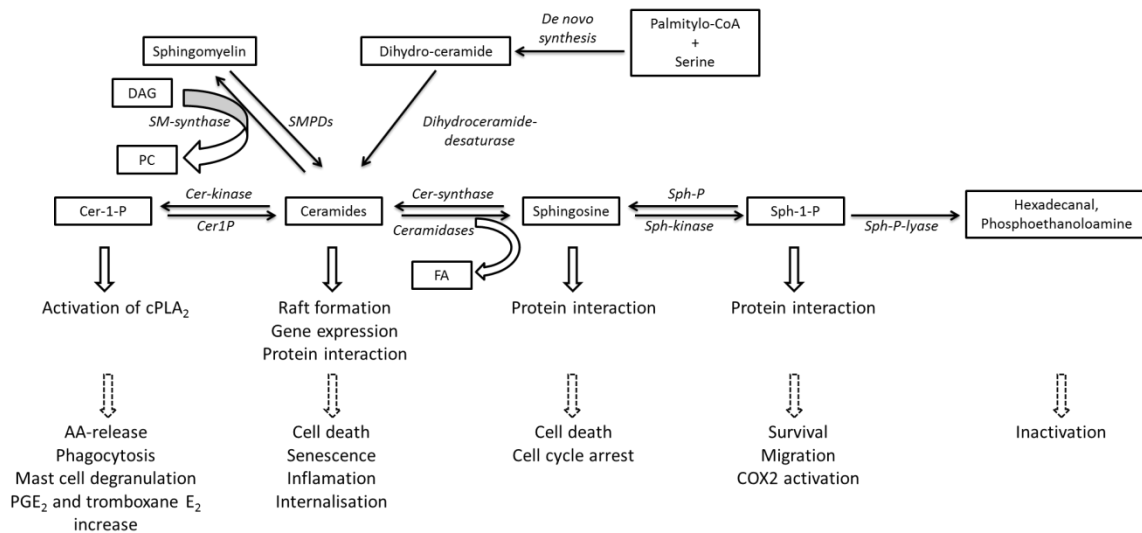 De novo
synthesis
Palmitylo-CoA
+
Serine
Sphingomyelin
Dihydro-ceramide
DAG
SM-synthase
SMPDs
Dihydroceramide-
desaturase
PC
Cer-1-P
Cer-kinase
Cer1P
Ceramides
Cer-synthase
Ceramidases
Sphingosine
Sph-P
Sph-kinase
Sph-1-P
Sph-P-lyase
Hexadecanal,
Phosphoethanoloamine
FA
Activation of cPLA₂
Raft formation
Gene expression
Protein interaction
Protein interaction
Protein interaction
AA-release
Phagocytosis
Mast cell degranulation
PGE₂ and tromboxane E₂
increase
Cell death
Senescence
Inflamation
Internalisation
Cell death
Cell cycle arrest
Survival
Migration
COX2 activation
Inactivation